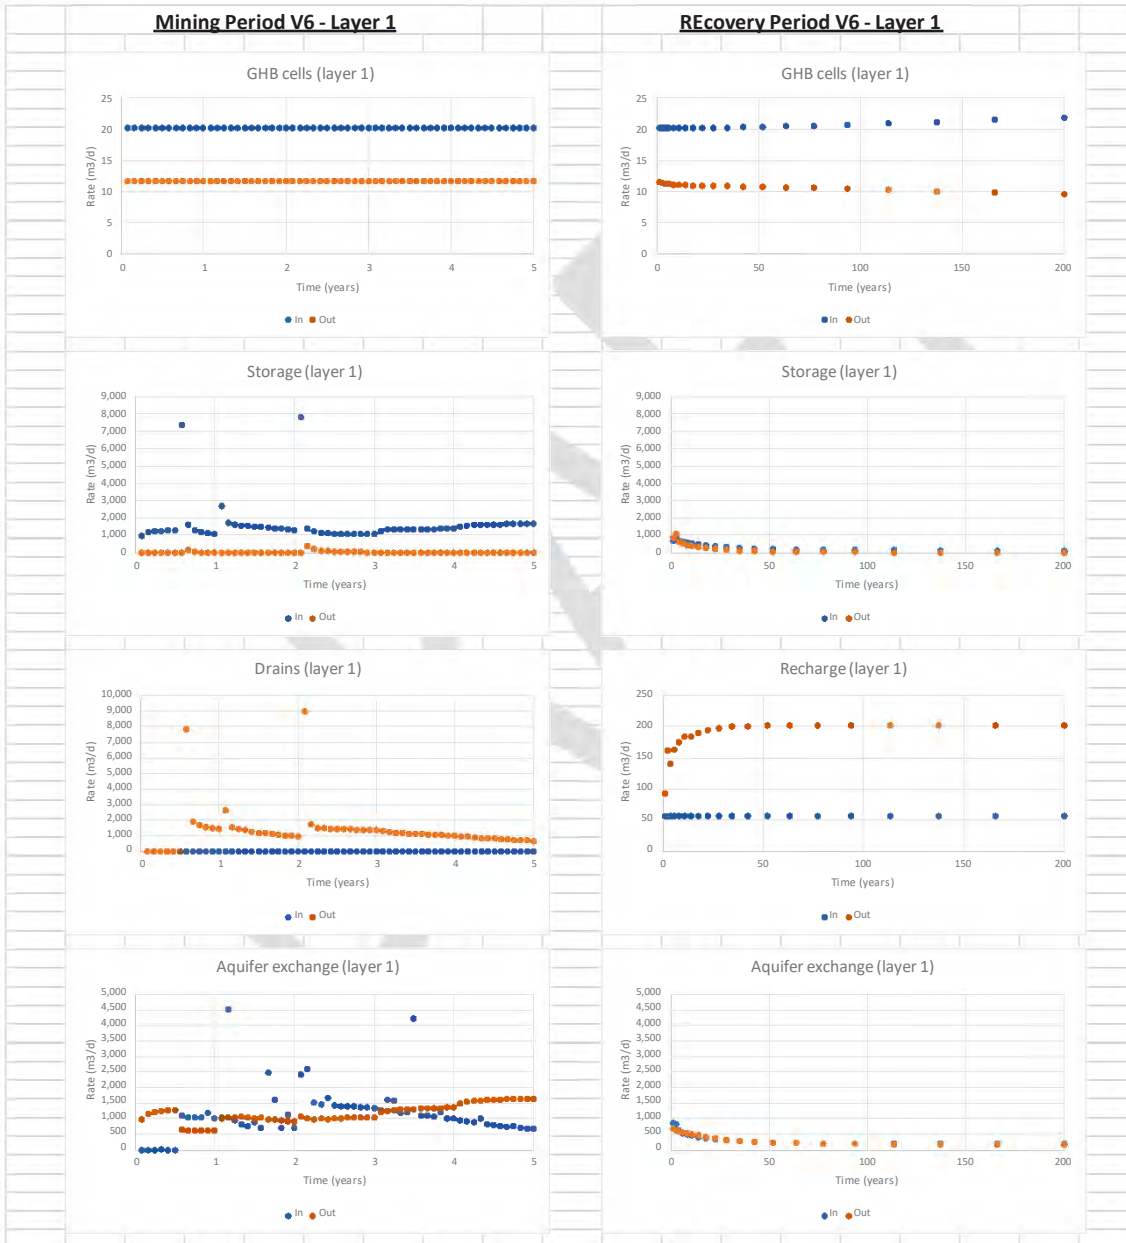 Mining Period V6 - Layer 1
REcovery Period V6 - Layer 1
GHB cells (layer 1)
Rate (m3/d)
25
20
15
10
5
0
0 1 2 3 4 5
Time (years)
In Out
GHB cells (layer 1)
Rate (m3/d)
25
20
15
10
5
0
0 50 100 150 200
Time (years)
In Out
Storage (layer 1)
Rate (m3/d)
9,000
8,000
7,000
6,000
5,000
4,000
3,000
2,000
1,000
0
0 1 2 3 4 5
Time (years)
In Out
Storage (layer 1)
Rate (m3/d)
9,000
8,000
7,000
6,000
5,000
4,000
3,000
2,000
1,000
0
0 50 100 150 200
Time (years)
In Out
Drains (layer 1)
Rate (m3/d)
10,000
9,000
8,000
7,000
6,000
5,000
4,000
3,000
2,000
1,000
0
0 1 2 3 4 5
Time (years)
In Out
Recharge (layer 1)
Rate (m3/d)
250
200
150
100
50
0
0 50 100 150 200
Time (years)
In Out
Aquifer exchange (layer 1)
Rate (m3/d)
5,000
4,500
4,000
3,500
3,000
2,500
2,000
1,500
1,000
500
0
0 1 2 3 4 5
Time (years)
In Out
Aquifer exchange (layer 1)
Rate (m3/d)
5,000
4,500
4,000
3,500
3,000
2,500
2,000
1,500
1,000
500
0
0 50 100 150 200
Time (years)
In Out